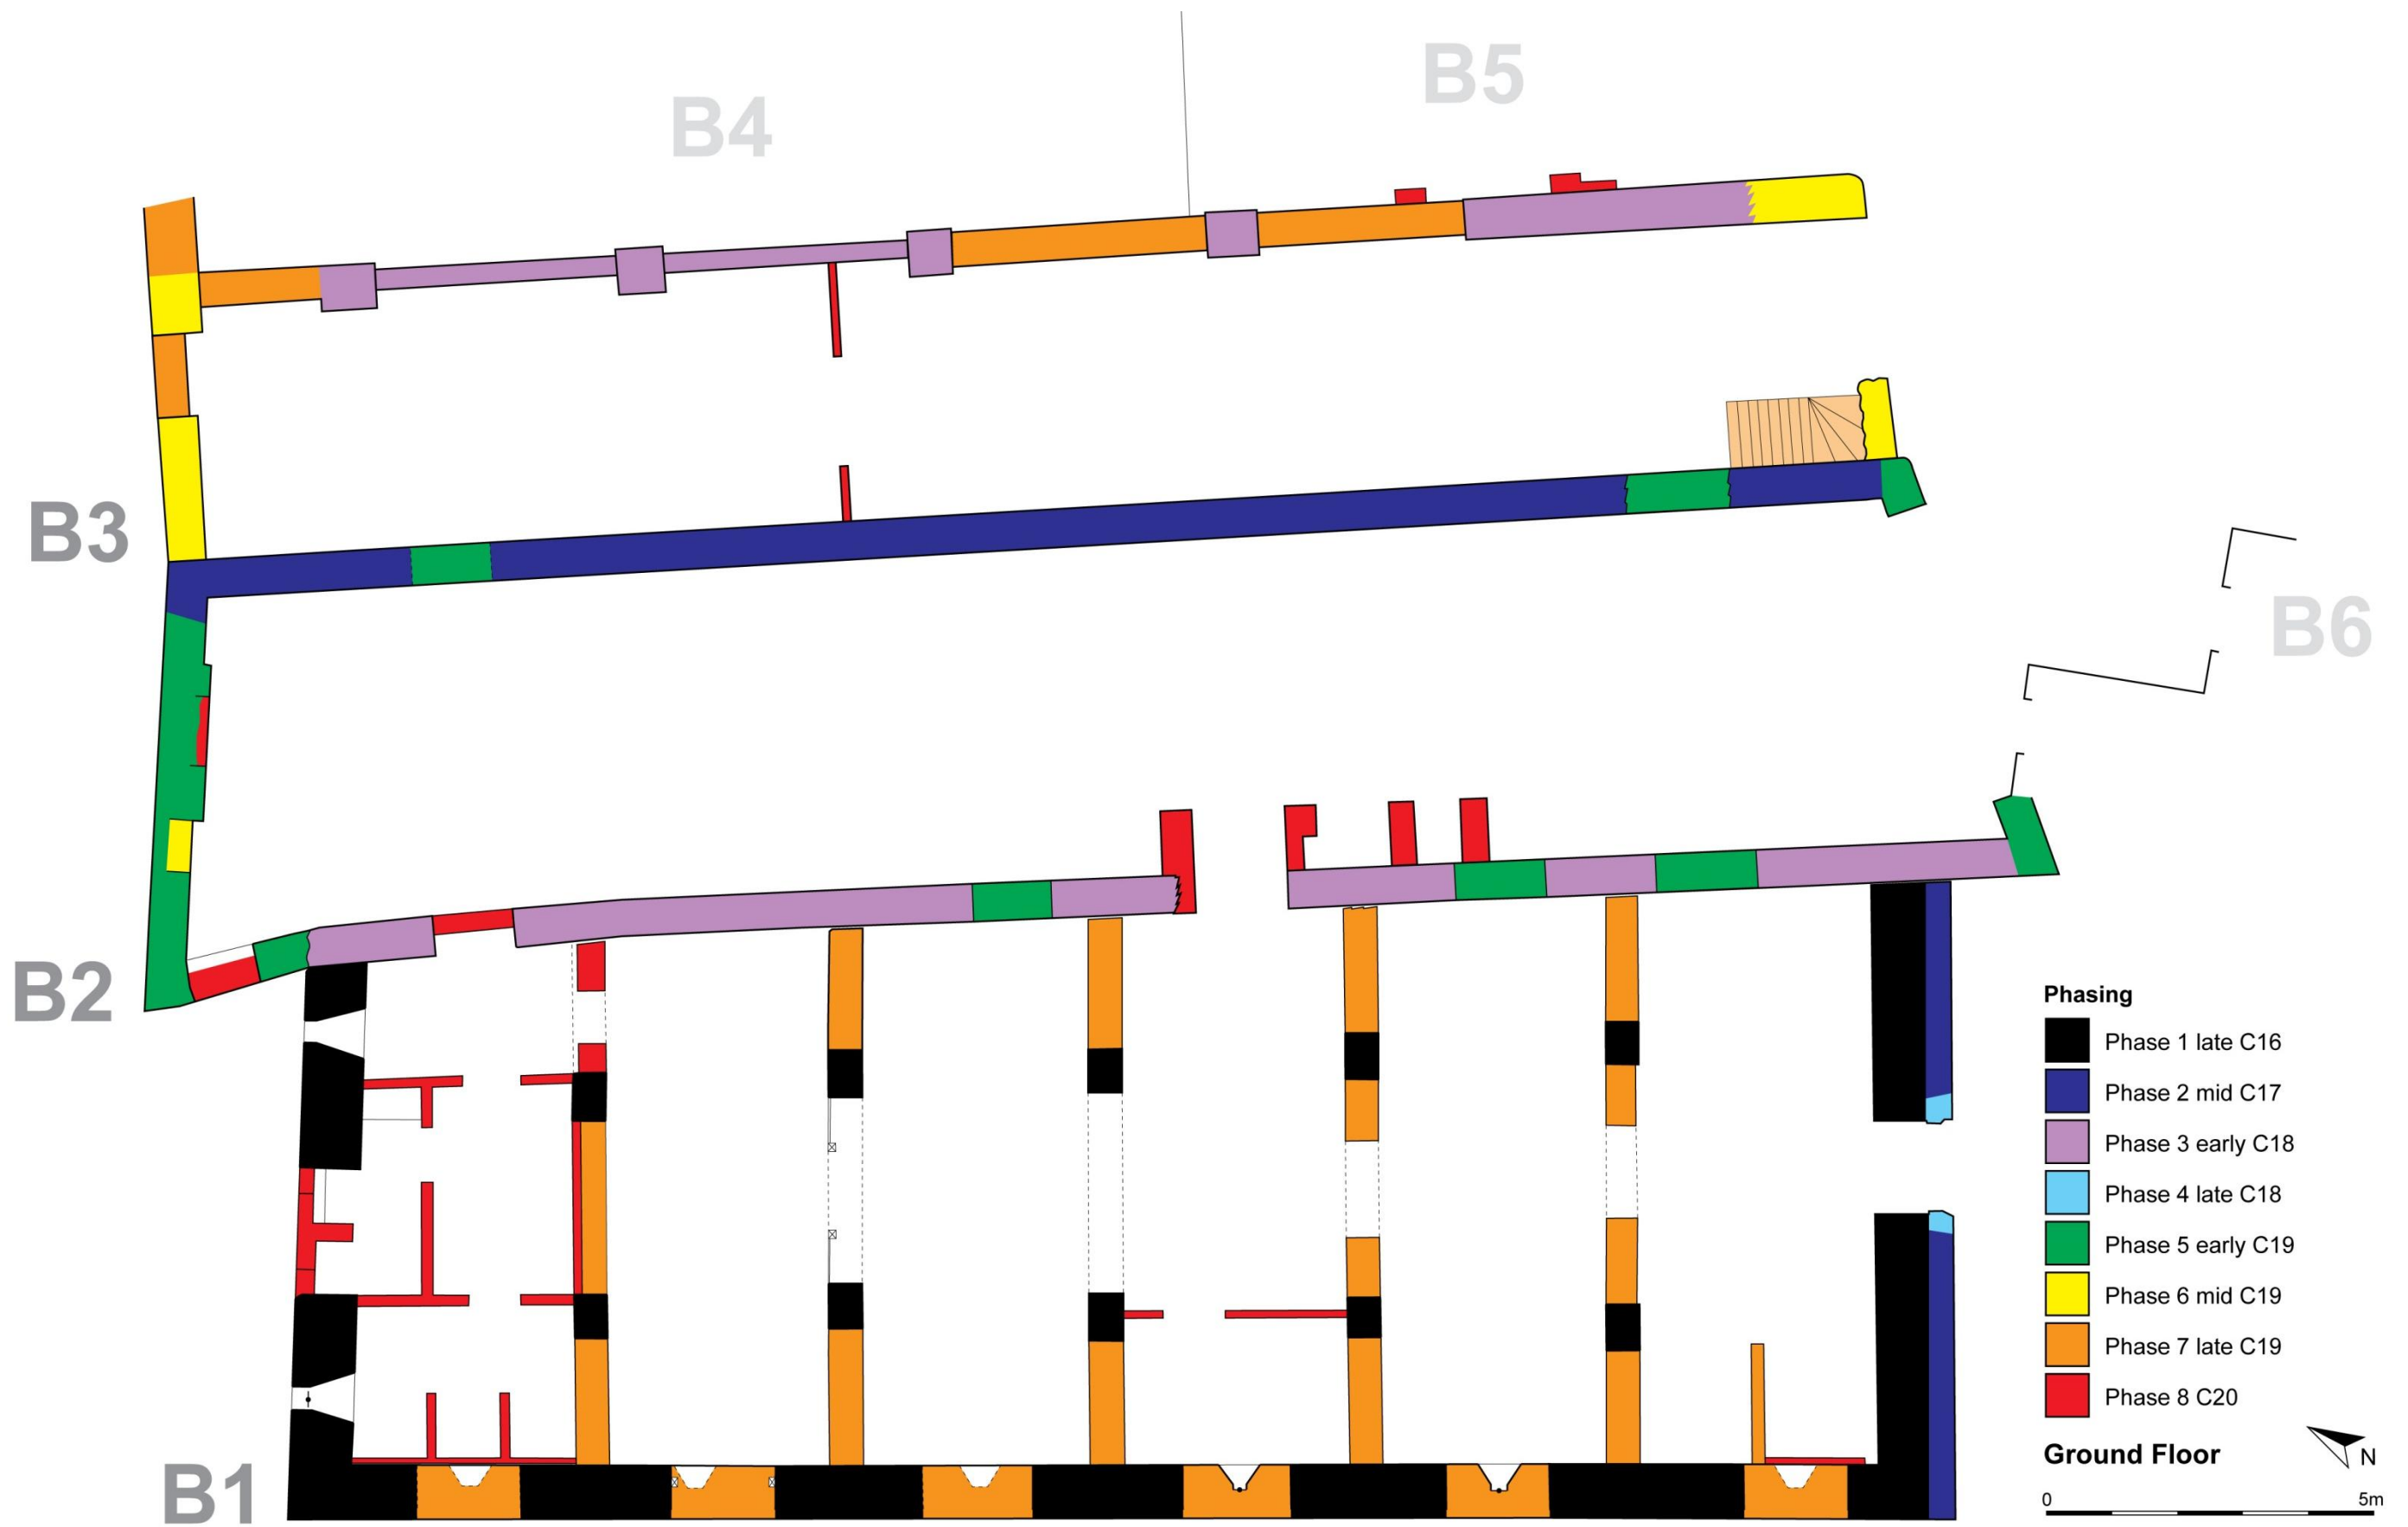 B5
B4
B3
B6
B2
B1
Phasing
Phase 1 late C16
Phase 2 mid C17
Phase 3 early C18
Phase 4 late C18
Phase 5 early C19
Phase 6 mid C19
Phase 7 late C19
Phase 8 C20
Ground Floor
N
0 5m